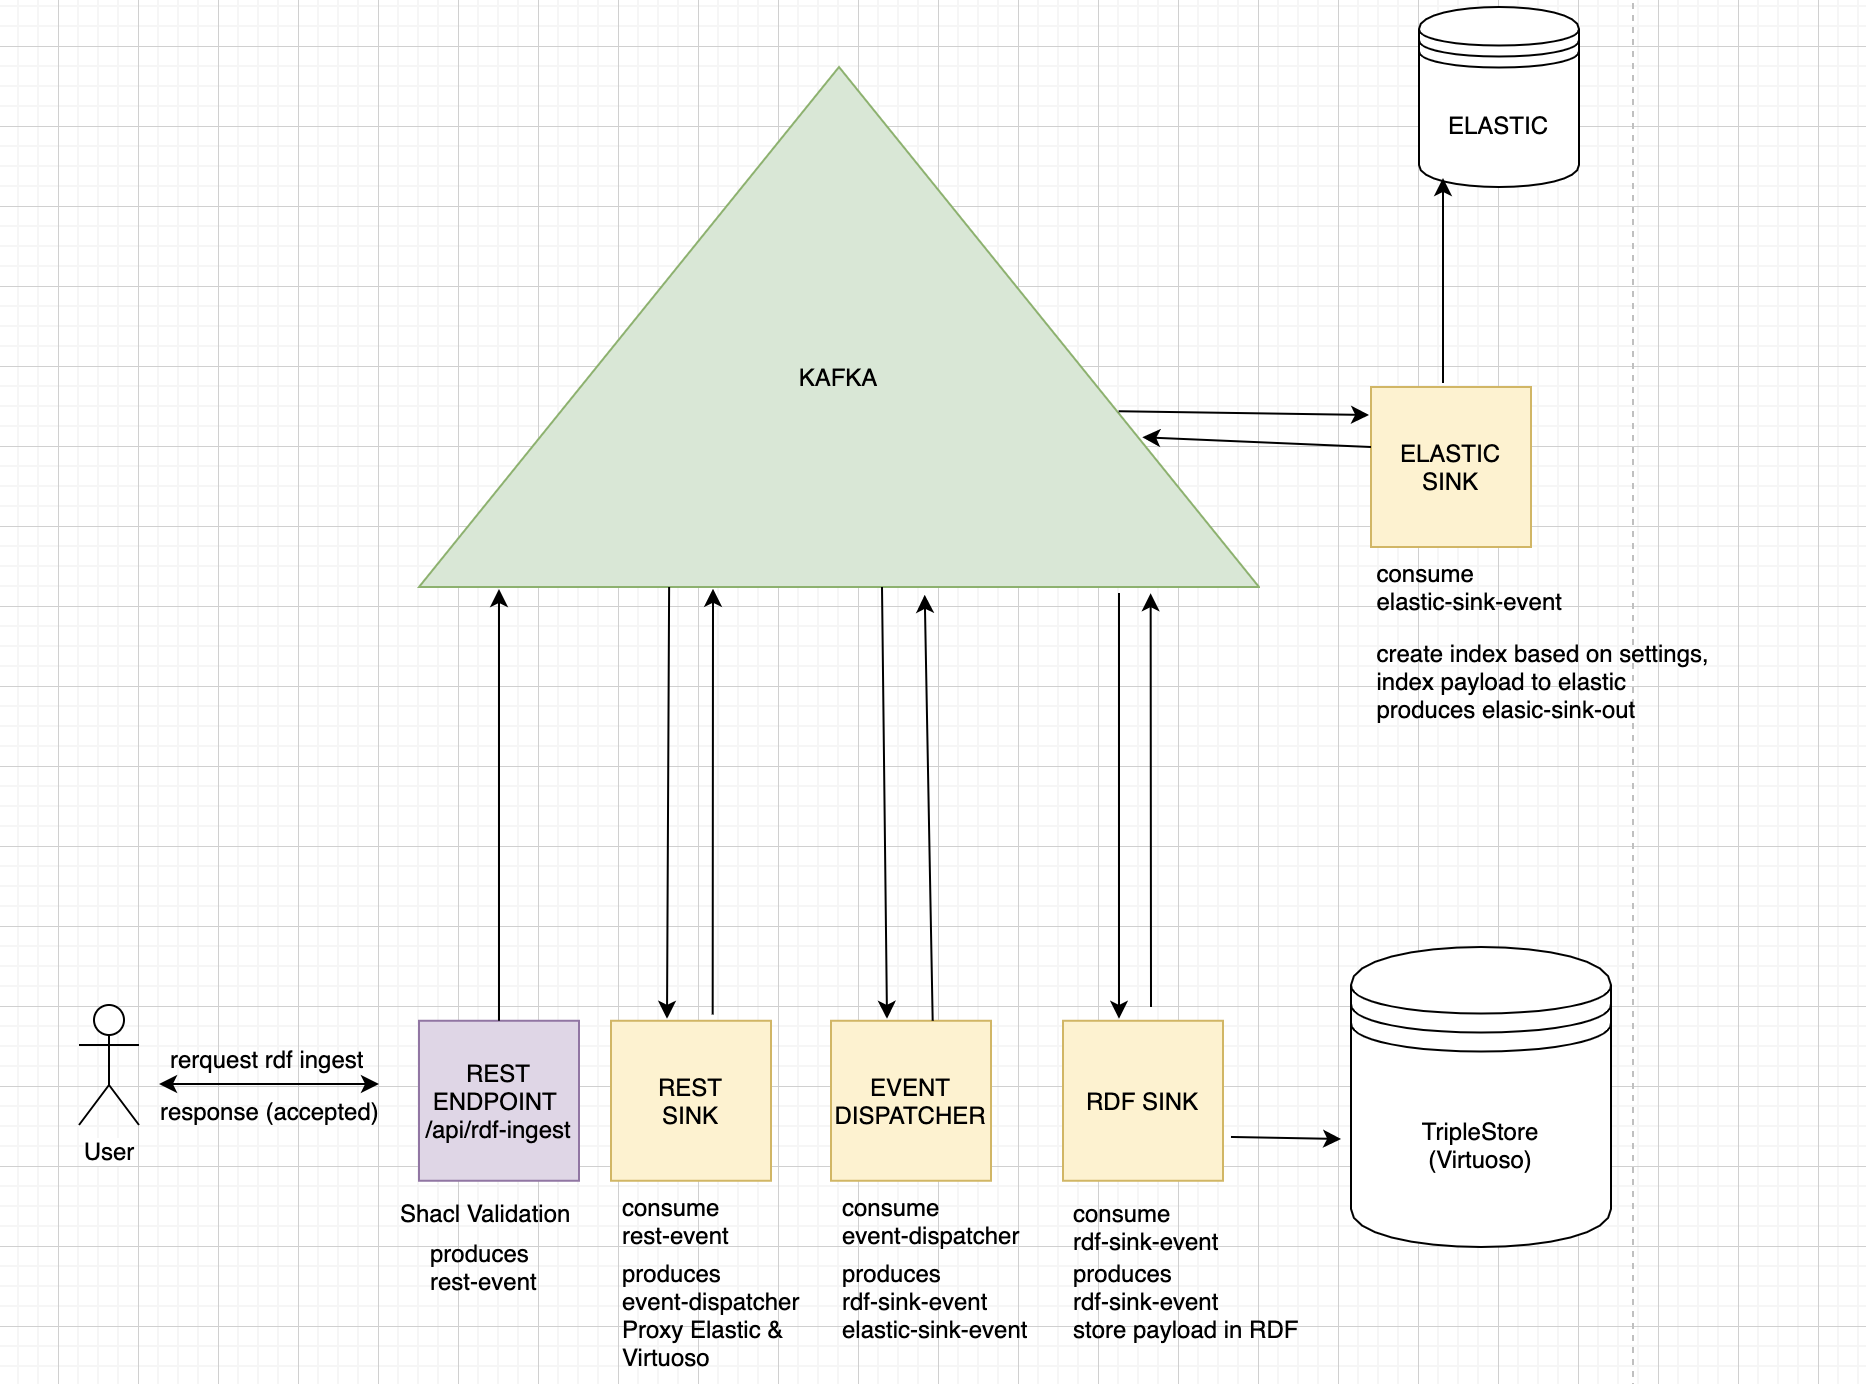 ELASTIC
KAFKA
ELASTIC
SINK
consume
elastic-sink-event
create index based on settings,
index payload to elastic
produces elasic-sink-out
rerquest rdf ingest
response (accepted)
User
REST
ENDPOINT
/api/rdf-ingest
Shacl Validation
produces
rest-event
REST
SINK
consume
rest-event
produces
event-dispatcher
Proxy Elastic &
Virtuoso
EVENT
DISPATCHER
consume
event-dispatcher
produces
rdf-sink-event
elastic-sink-event
RDF SINK
consume
rdf-sink-event
produces
rdf-sink-event
store payload in RDF
TripleStore
(Virtuoso)